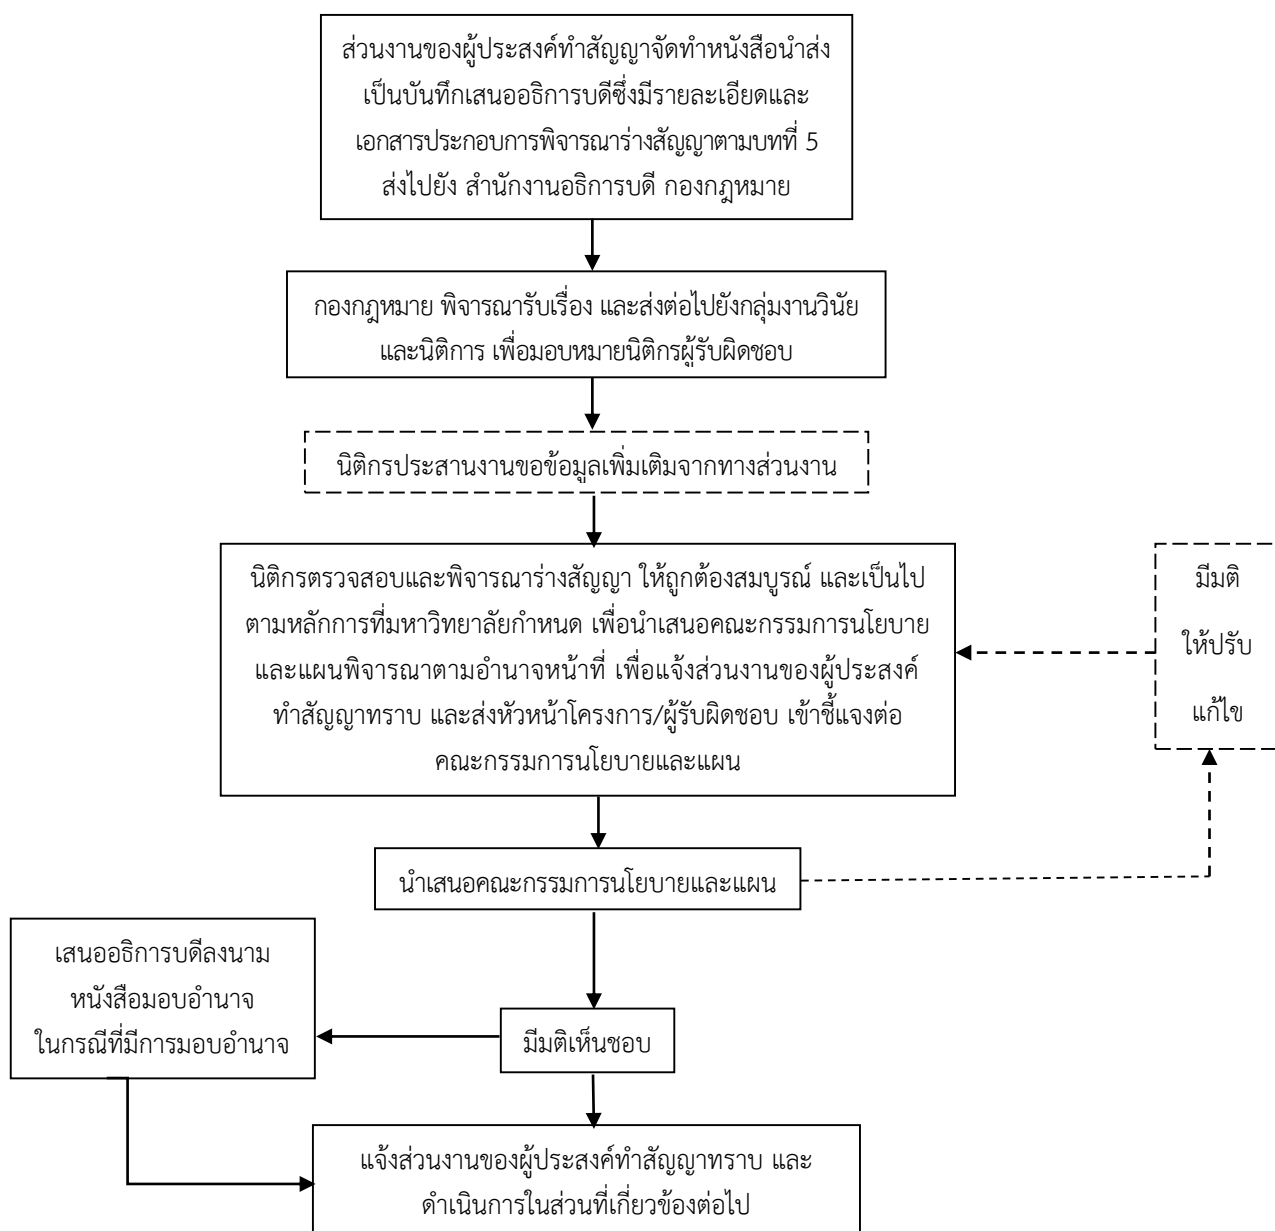 ส่วนงานของผู้ประสงค์ทำสัญญาจัดทำหนังสือนำส่ง
เป็นบันทึกเสนออธิการบดีซึ่งมีรายละเอียดและ
เอกสารประกอบการพิจารณาร่างสัญญาตามบทที่ 5
ส่งไปยัง สำนักงานอธิการบดี กองกฎหมาย
กองกฎหมาย พิจารณารับเรื่อง และส่งต่อไปยังกลุ่มงานวินัย
และนิติการ เพื่อมอบหมายนิติกรผู้รับผิดชอบ
นิติกรประสานงานขอข้อมูลเพิ่มเติมจากทางส่วนงาน
นิติกรตรวจสอบและพิจารณาร่างสัญญา ให้ถูกต้องสมบูรณ์ และเป็นไป
ตามหลักการที่มหาวิทยาลัยกำหนด เพื่อนำเสนอคณะกรรมการนโยบาย
และแผนพิจารณาตามอำนาจหน้าที่ เพื่อแจ้งส่วนงานของผู้ประสงค์
ทำสัญญาทราบ และส่งหัวหน้าโครงการ/ผู้รับผิดชอบ เข้าชี้แจงต่อ
คณะกรรมการนโยบายและแผน
มีมติ
ให้ปรับ
แก้ไข
นำเสนอคณะกรรมการนโยบายและแผน
เสนออธิการบดีลงนาม
หนังสือมอบอำนาจ
ในกรณีที่มีการมอบอำนาจ
มีมติเห็นชอบ
แจ้งส่วนงานของผู้ประสงค์ทำสัญญาทราบ และ
ดำเนินการในส่วนที่เกี่ยวข้องต่อไป